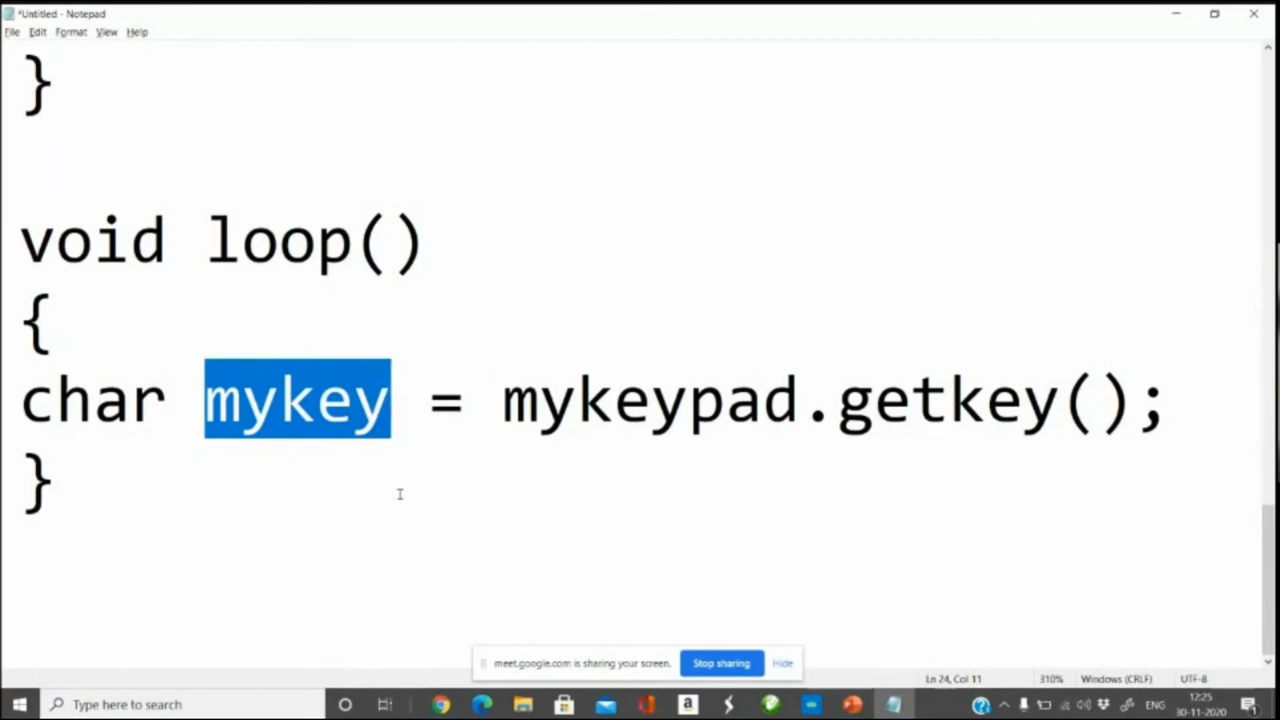 *Untitled - Notepad
File Edit Format View Help
}
void loop()
{
char mykey = mykeypad.getkey();
}
meet.google.com is sharing your screen. Stop sharing Hide
Ln 24, Col 11 310% Windows (CRLF) UTF-8
Type here to search
ENG
12:25
30-11-2020